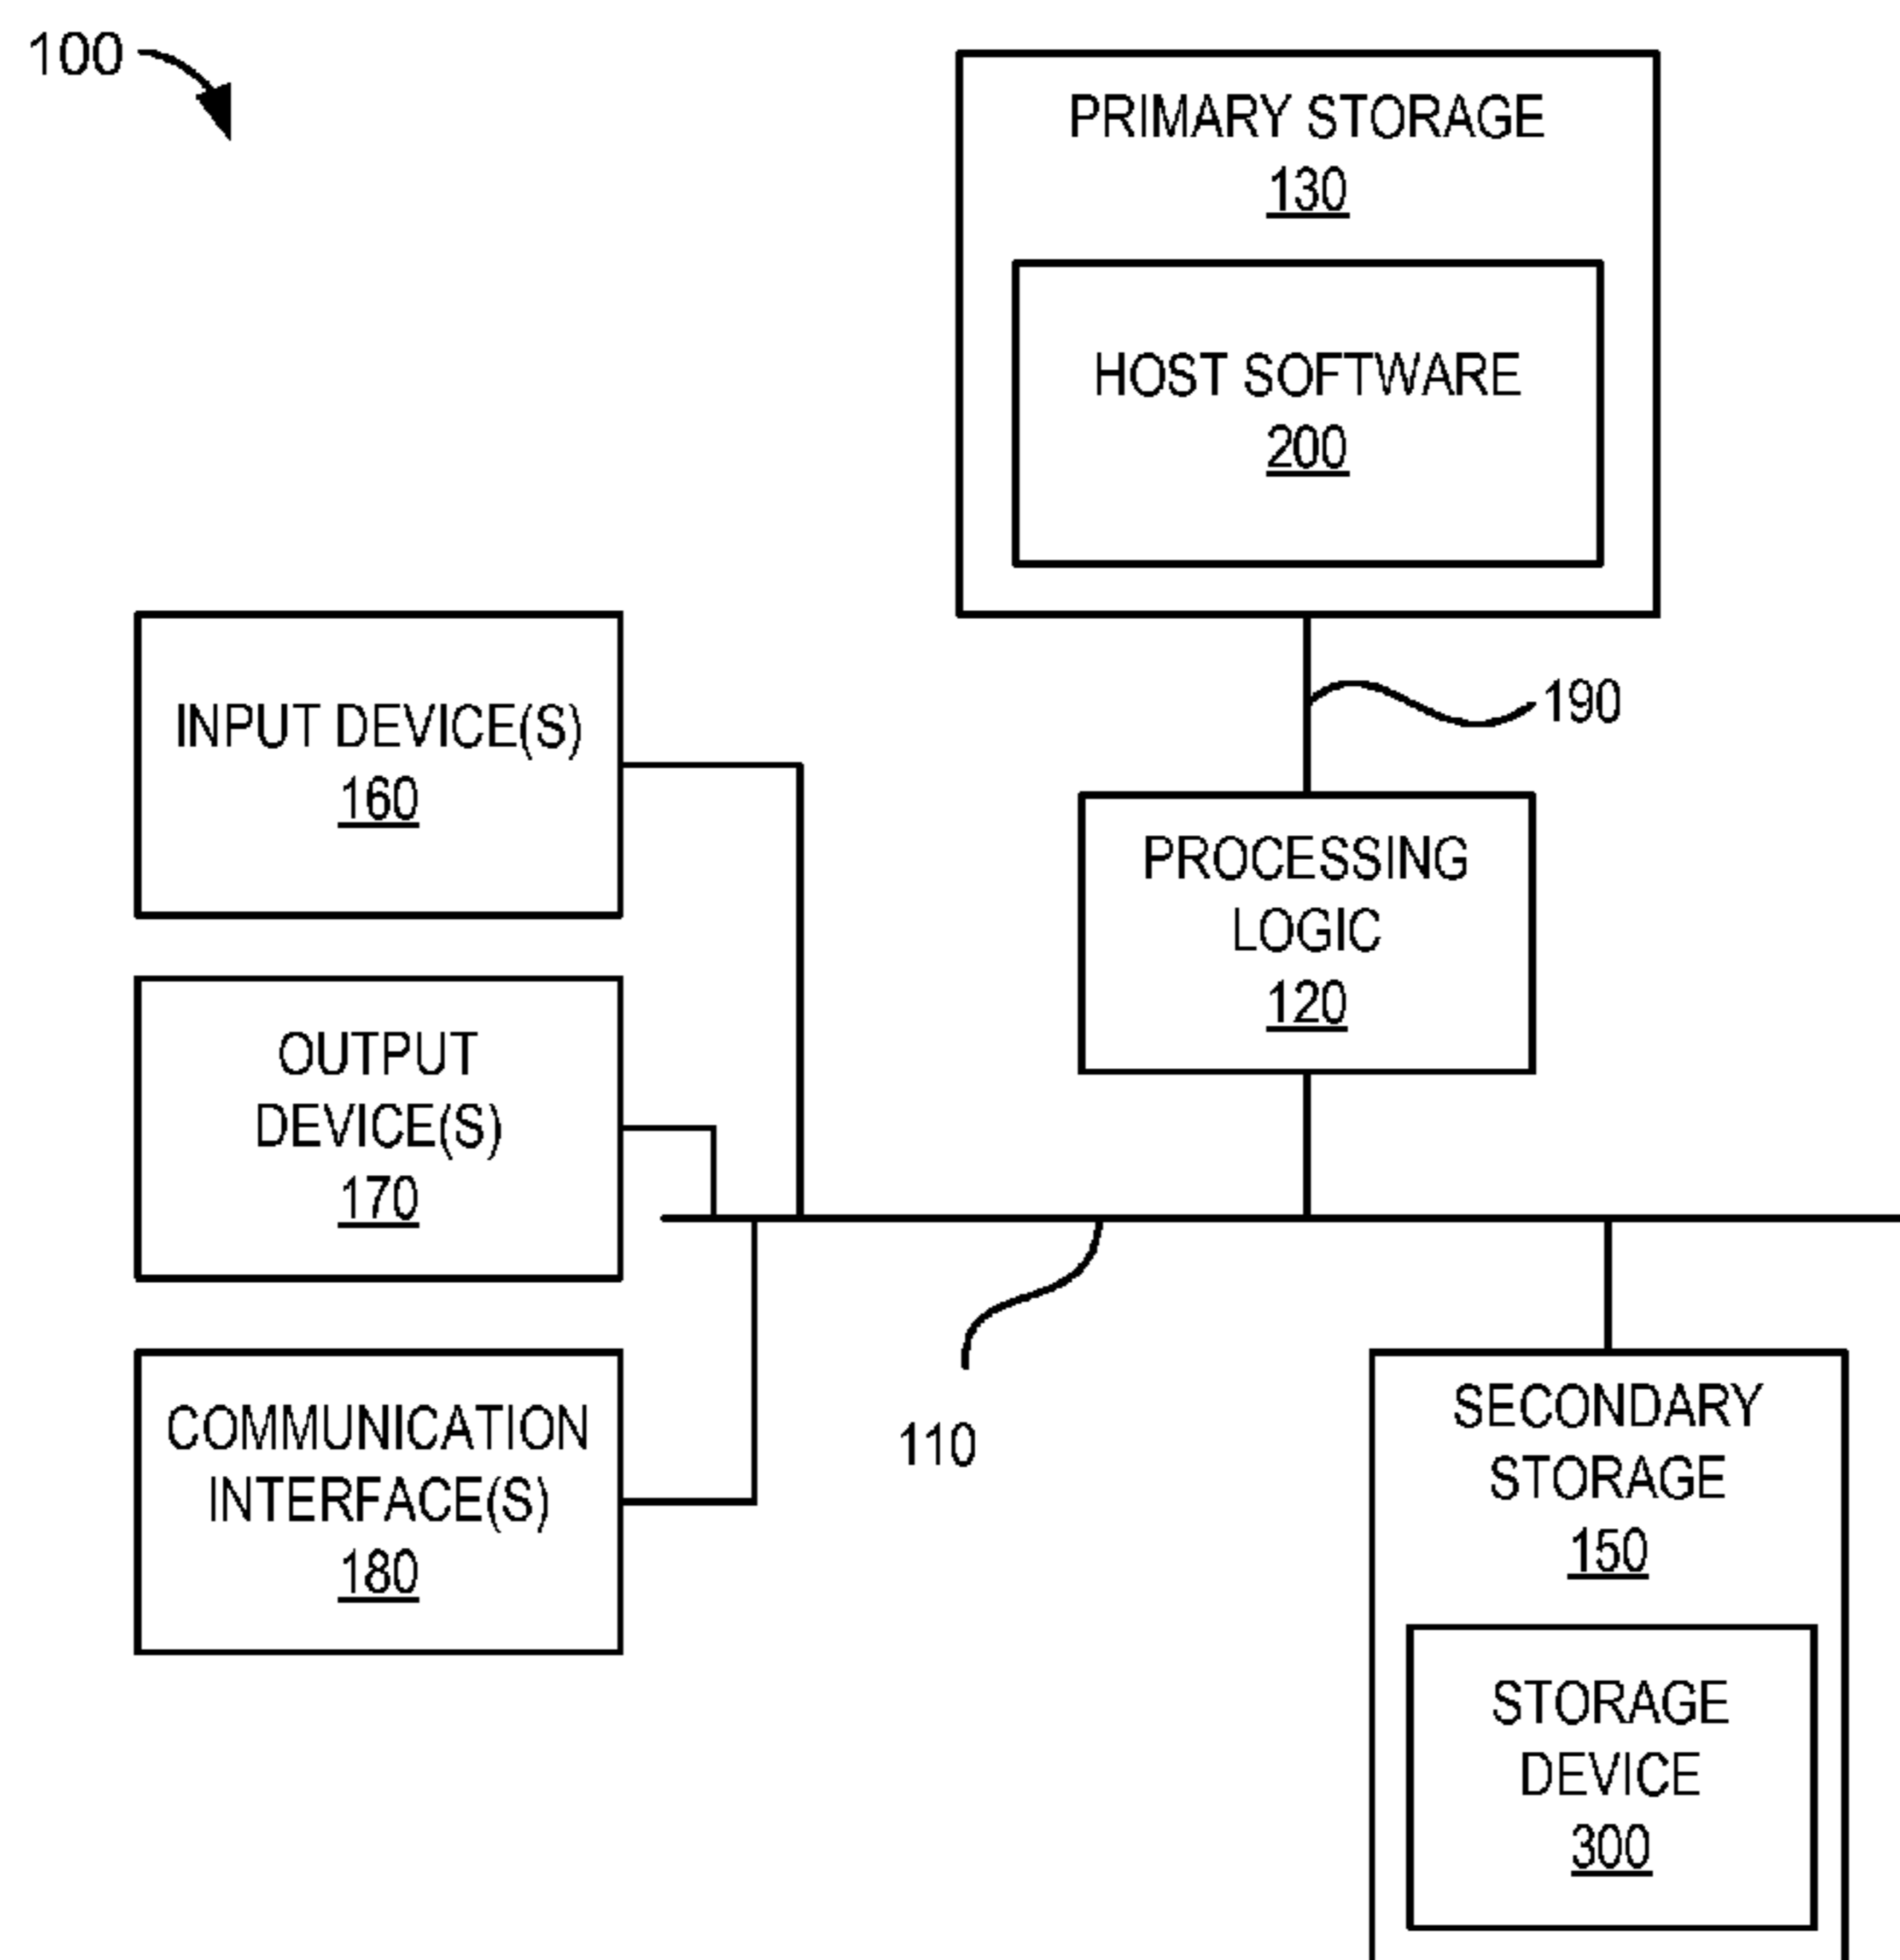 100
PRIMARY STORAGE
130
HOST SOFTWARE
200
190
INPUT DEVICE(S)
160
PROCESSING
LOGIC
120
OUTPUT
DEVICE(S)
170
110
COMMUNICATION
INTERFACE(S)
180
SECONDARY
STORAGE
150
STORAGE
DEVICE
300